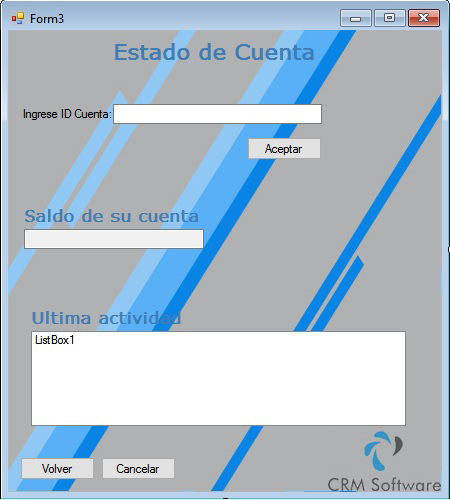 Form3
Estado de Cuenta
Ingrese ID Cuenta:
Aceptar
Saldo de su cuenta
Ultima actividad
ListBox1
Volver Cancelar
CRM Software